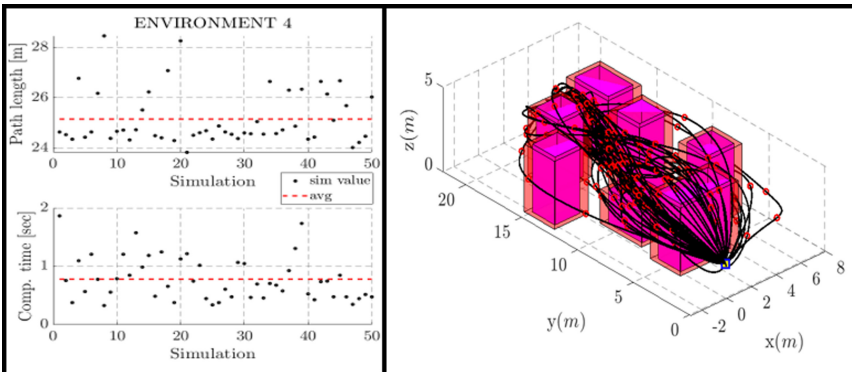 ENVIRONMENT 4
Path length [m]
28
26
24
0 10 20 30 40 50
Simulation
sim value
avg
Comp. time [sec]
2
1
0
0 10 20 30 40 50
Simulation
z(m)
5
0
20
15
10
5
0
y(m)
-2
0
2
4
6
8
x(m)